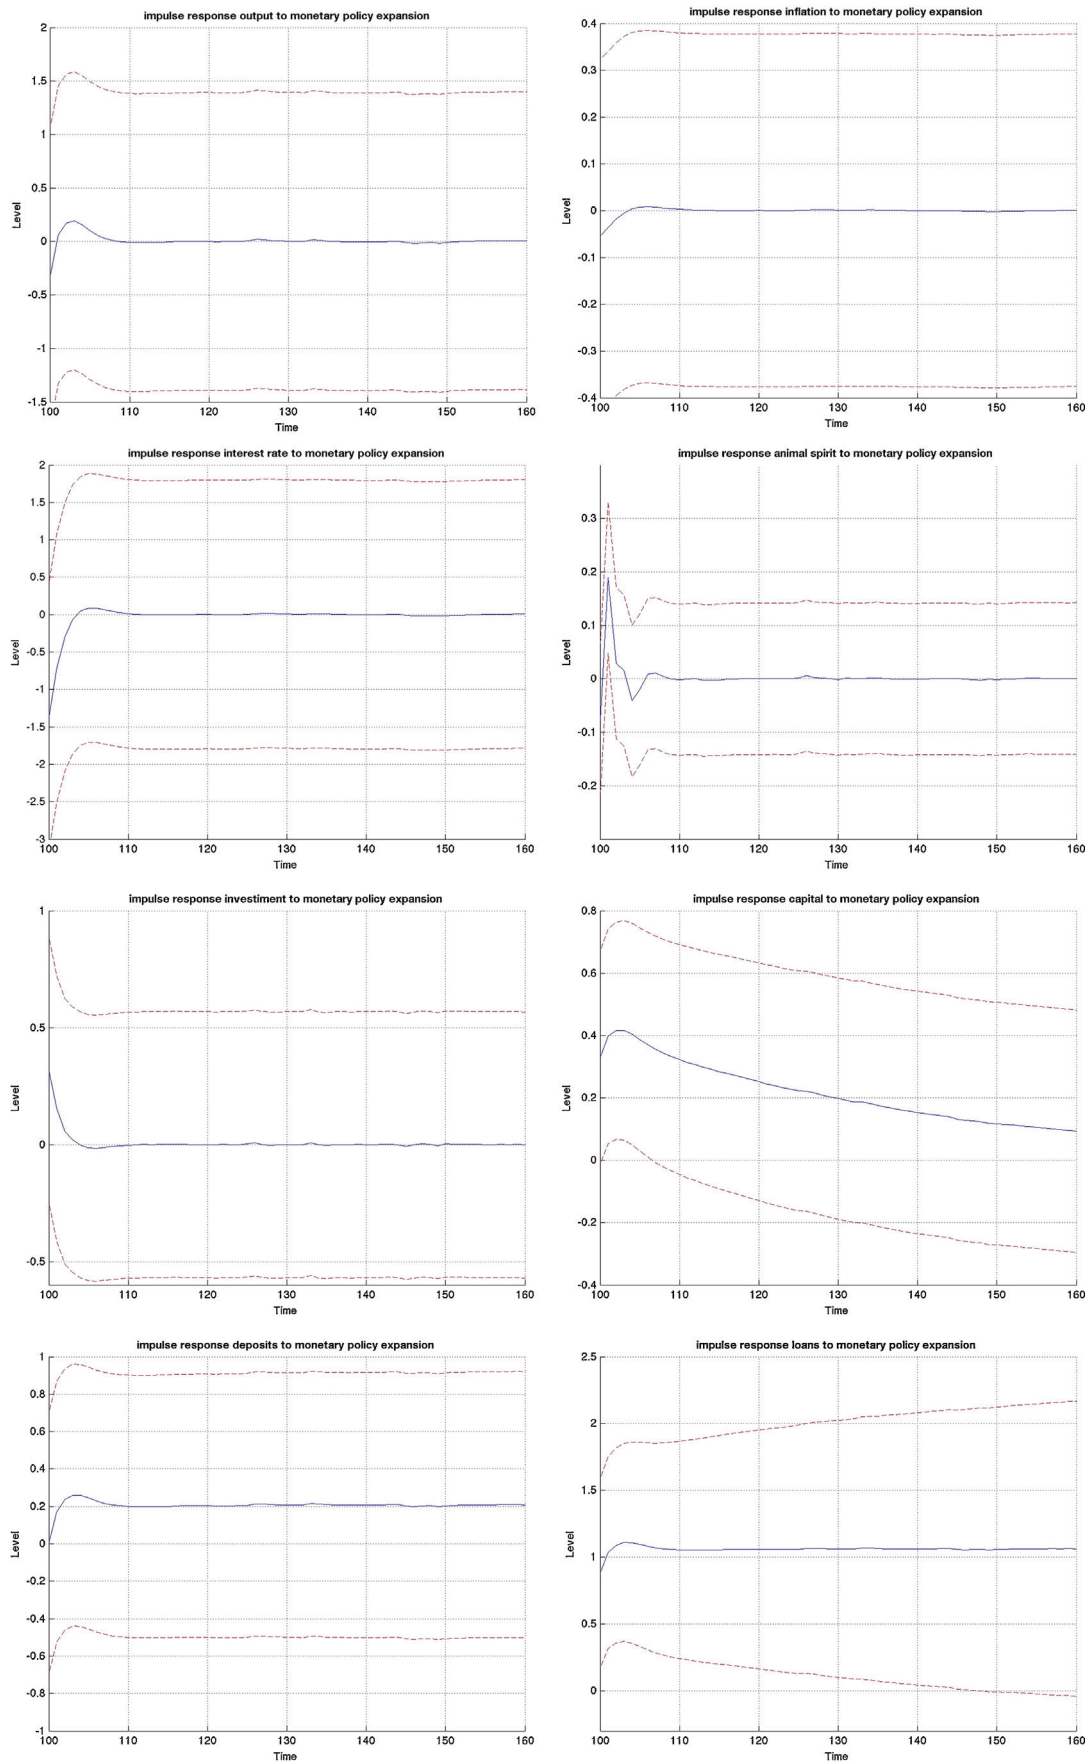 impulse response output to monetary policy expansion
2
1.5
1
0.5
0
-0.5
-1
-1.5
Level
100 110 120 130 140 150 160
Time
impulse response inflation to monetary policy expansion
0.4
0.3
0.2
0.1
0
-0.1
-0.2
-0.3
-0.4
Level
100 110 120 130 140 150 160
Time
impulse response interest rate to monetary policy expansion
2
1.5
1
0.5
0
-0.5
-1
-1.5
-2
-2.5
-3
Level
100 110 120 130 140 150 160
Time
impulse response animal spirit to monetary policy expansion
0.3
0.2
0.1
0
-0.1
-0.2
Level
100 110 120 130 140 150 160
Time
impulse response investiment to monetary policy expansion
1
0.5
0
-0.5
Level
100 110 120 130 140 150 160
Time
impulse response capital to monetary policy expansion
0.8
0.6
0.4
0.2
0
-0.2
-0.4
Level
100 110 120 130 140 150 160
Time
impulse response deposits to monetary policy expansion
1
0.8
0.6
0.4
0.2
0
-0.2
-0.4
-0.6
-0.8
-1
Level
100 110 120 130 140 150 160
Time
impulse response loans to monetary policy expansion
2.5
2
1.5
1
0.5
0
Level
100 110 120 130 140 150 160
Time